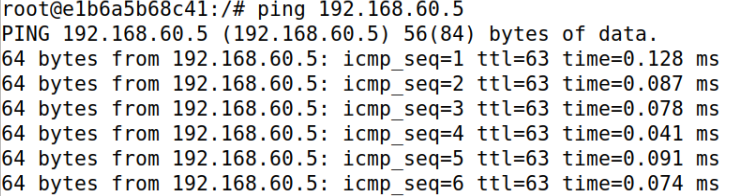 root@e1b6a5b68c41:/# ping 192.168.60.5
PING 192.168.60.5 (192.168.60.5) 56(84) bytes of data.
64 bytes from 192.168.60.5: icmp_seq=1 ttl=63 time=0.128 ms
64 bytes from 192.168.60.5: icmp_seq=2 ttl=63 time=0.087 ms
64 bytes from 192.168.60.5: icmp_seq=3 ttl=63 time=0.078 ms
64 bytes from 192.168.60.5: icmp_seq=4 ttl=63 time=0.041 ms
64 bytes from 192.168.60.5: icmp_seq=5 ttl=63 time=0.091 ms
64 bytes from 192.168.60.5: icmp_seq=6 ttl=63 time=0.074 ms